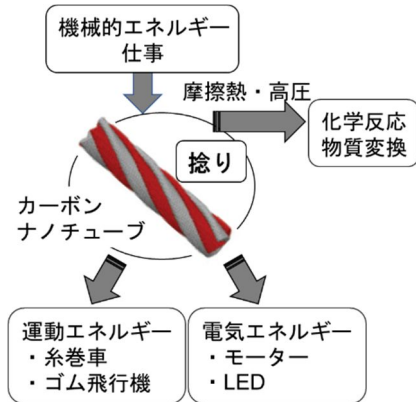 機械的エネルギー
仕事
摩擦熱・高圧
化学反応
物質変換
捻り
カーボン
ナノチューブ
運動エネルギー
・糸巻車
・ゴム飛行機
電気エネルギー
・モーター
・LED